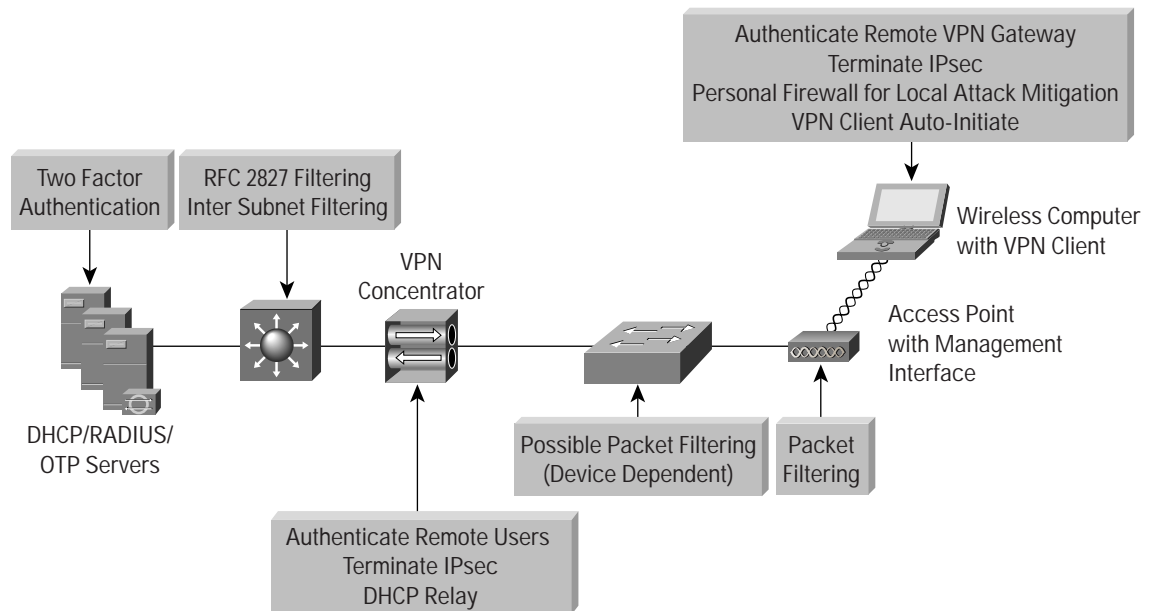 Authenticate Remote VPN Gateway
Terminate IPsec
Personal Firewall for Local Attack Mitigation
VPN Client Auto-Initiate
Two Factor
Authentication
RFC 2827 Filtering
Inter Subnet Filtering
VPN
Concentrator
Wireless Computer
with VPN Client
Access Point
with Management
Interface
DHCP/RADIUS/
OTP Servers
Possible Packet Filtering
(Device Dependent)
Packet
Filtering
Authenticate Remote Users
Terminate IPsec
DHCP Relay